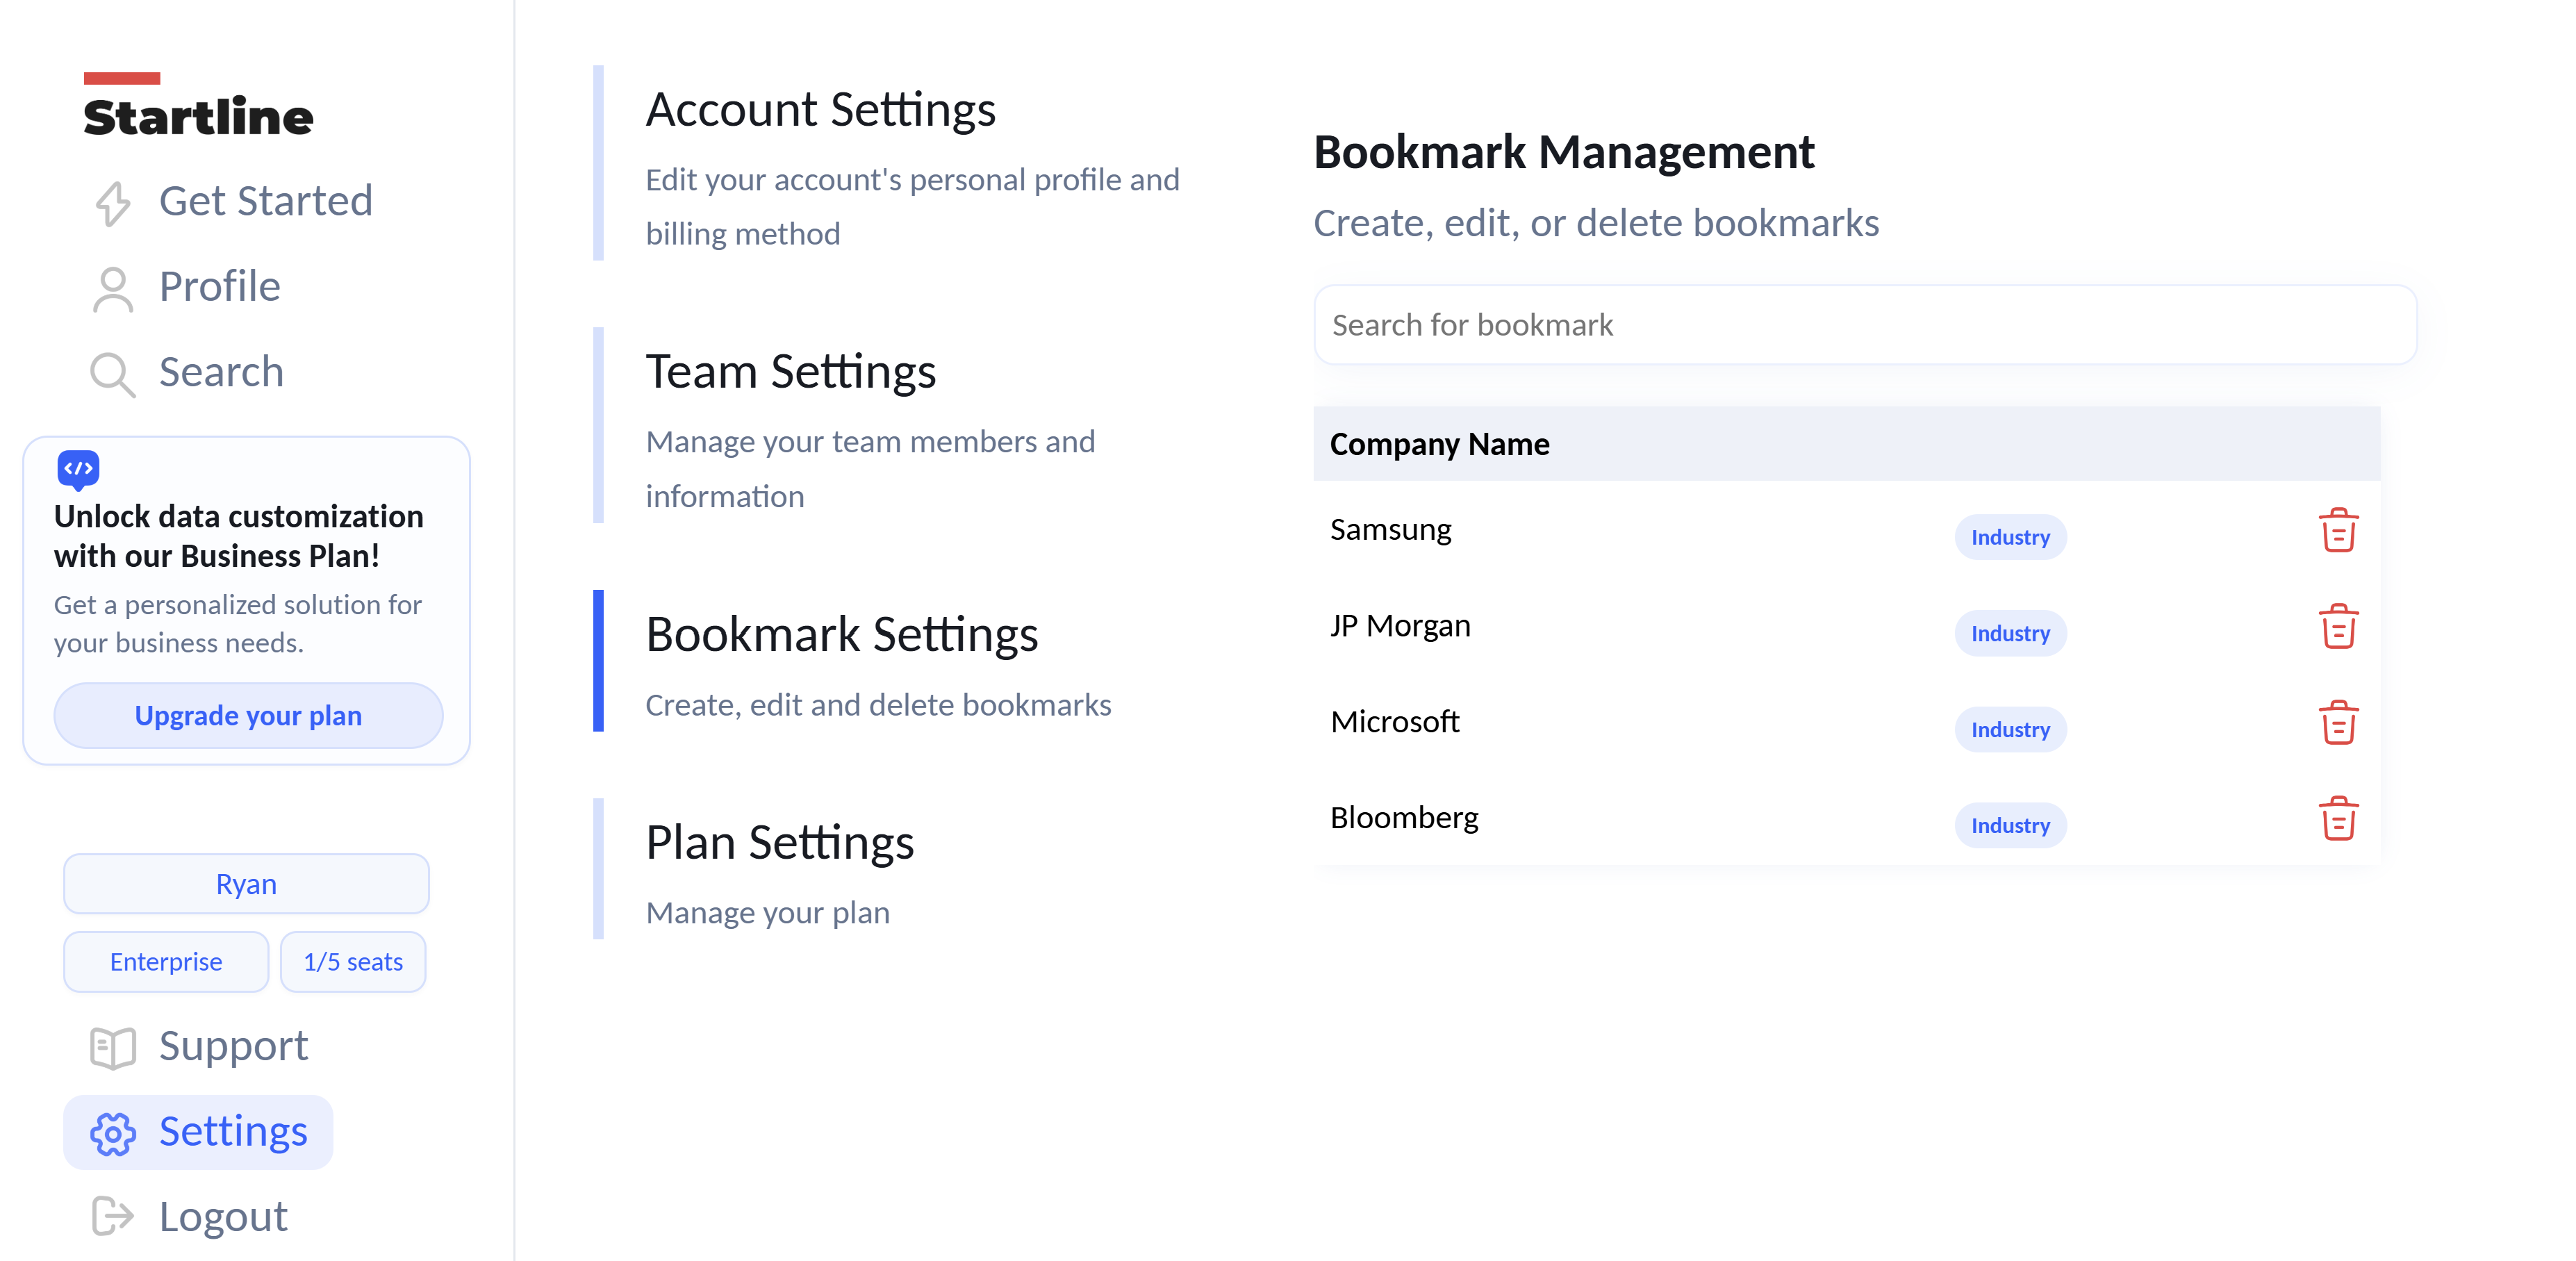 Startline
Get Started
Profile
Search
Unlock data customization
with our Business Plan!
Get a personalized solution for
your business needs.
Upgrade your plan
Ryan
Enterprise
1/5 seats
Support
Settings
Logout
Account Settings
Edit your account's personal profile and
billing method
Team Settings
Manage your team members and
information
Bookmark Settings
Create, edit and delete bookmarks
Plan Settings
Manage your plan
Bookmark Management
Create, edit, or delete bookmarks
Search for bookmark
Company Name
Samsung Industry
JP Morgan Industry
Microsoft Industry
Bloomberg Industry